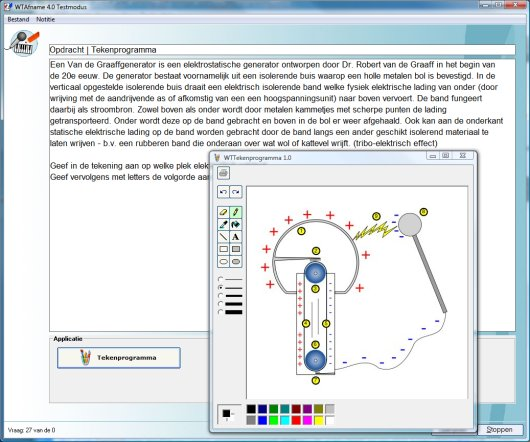 WTAfname 4.0 Testmodus
Bestand Notitie
Opdracht | Tekenprogramma
Een Van de Graaffgenerator is een elektrostatische generator ontworpen door Dr. Robert van de Graaff in het begin
van de 20e eeuw. De generator bestaat voornamelijk uit een isolerende buis waarop een holle metalen bol is bevestigd. In de
verticaal opgestelde isolerende buis draait een elektrisch isolerende band welke fysiek elektrische lading van onder (door
wrijving met de aandrijvende as of afkomstig van een een hoogspanningsunit) naar boven vervoert. De band fungeert
daarbij als stroombron. Zowel boven als onder wordt door metalen kammetjes met scherpe punten de lading
getransporteerd. Onder wordt deze op de band gebracht en boven in de bol er weer afgehaald. Ook kan aan de onderkant
statische elektrische lading op de band worden gebracht door de band langs een ander geschikt isolerend materiaal te
laten wrijven - b.v. een rubberen band die onderaan over wat wol of kattevel wrijft. (tribo-elektrisch effect)
Geef in de tekening aan op welke plek elek
Geef vervolgens met letters de volgorde aan
WTTekenprogramma 1.0
A
1
2
3
4
5
6
7
8
Applicatie
Tekenprogramma
Vraag: 27 van de 0
Stoppen